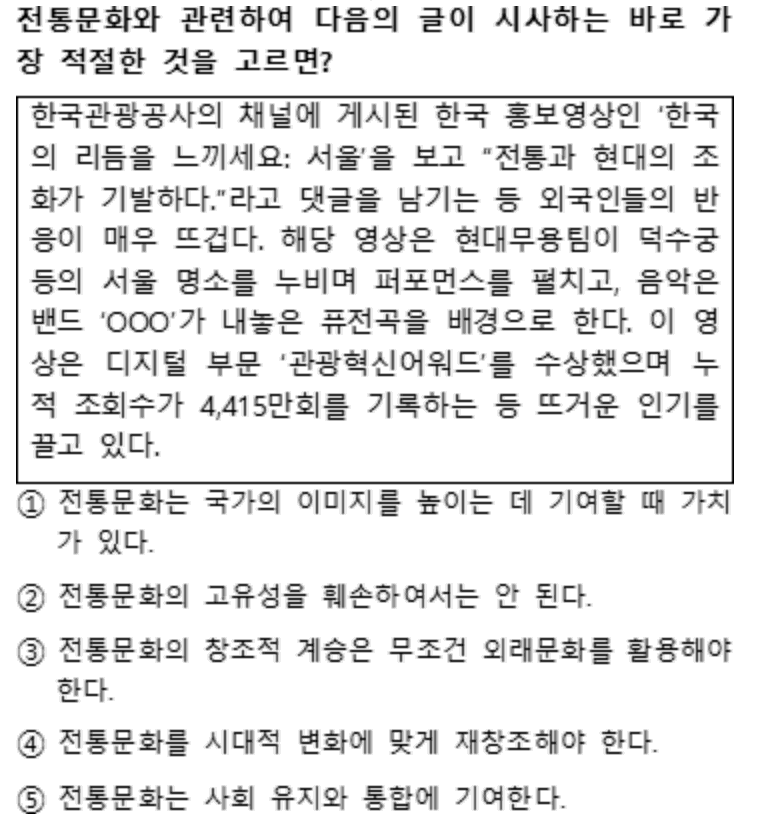 전통문화와 관련하여 다음의 글이 시사하는 바로 가
장 적절한 것을 고르면?
한국관광공사의 채널에 게시된 한국 홍보영상인 '한국
의 리듬을 느끼세요: 서울'을 보고 "전통과 현대의 조
화가 기발하다."라고 댓글을 남기는 등 외국인들의 반
응이 매우 뜨겁다. 해당 영상은 현대무용팀이 덕수궁
등의 서울 명소를 누비며 퍼포먼스를 펼치고, 음악은
밴드 'OOO'가 내놓은 퓨전곡을 배경으로 한다. 이 영
상은 디지털 부문 '관광혁신어워드'를 수상했으며 누
적 조회수가 4,415만회를 기록하는 등 뜨거운 인기를
끌고 있다.
① 전통문화는 국가의 이미지를 높이는 데 기여할 때 가치
가 있다.
② 전통문화의 고유성을 훼손하여서는 안 된다.
③ 전통문화의 창조적 계승은 무조건 외래문화를 활용해야
한다.
④ 전통문화를 시대적 변화에 맞게 재창조해야 한다.
⑤ 전통문화는 사회 유지와 통합에 기여한다.